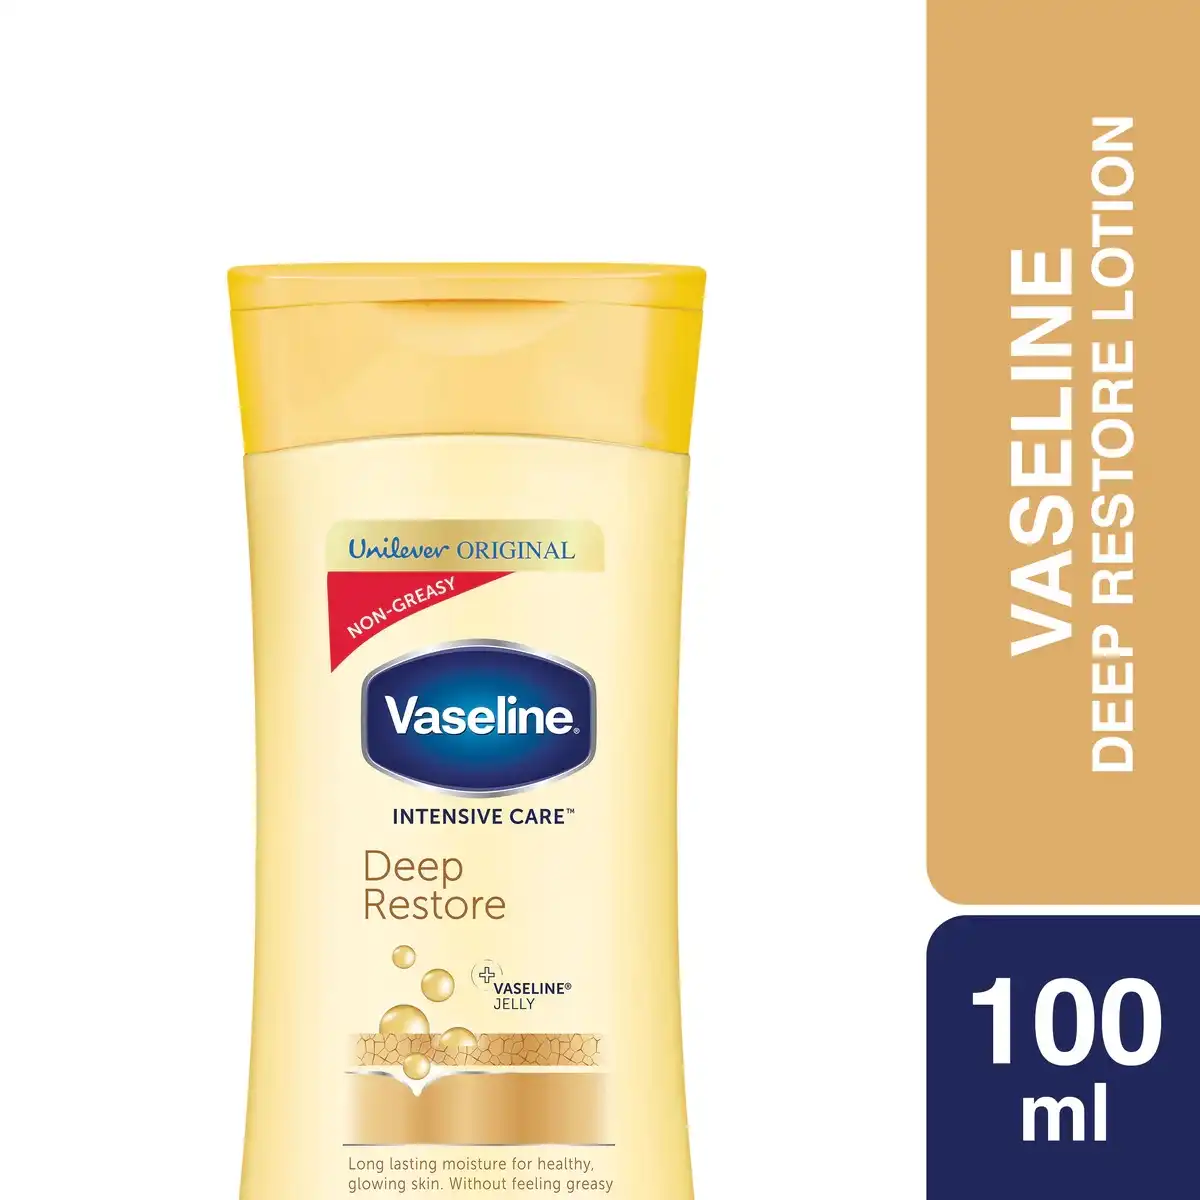 Unilever ORIGINAL
NON-GREASY
Vaseline®
INTENSIVE CARE™
Deep
Restore
VASELINE®
JELLY
Long lasting moisture for healthy,
glowing skin. Without feeling greasy
VASELINE
DEEP RESTORE LOTION
100
ml